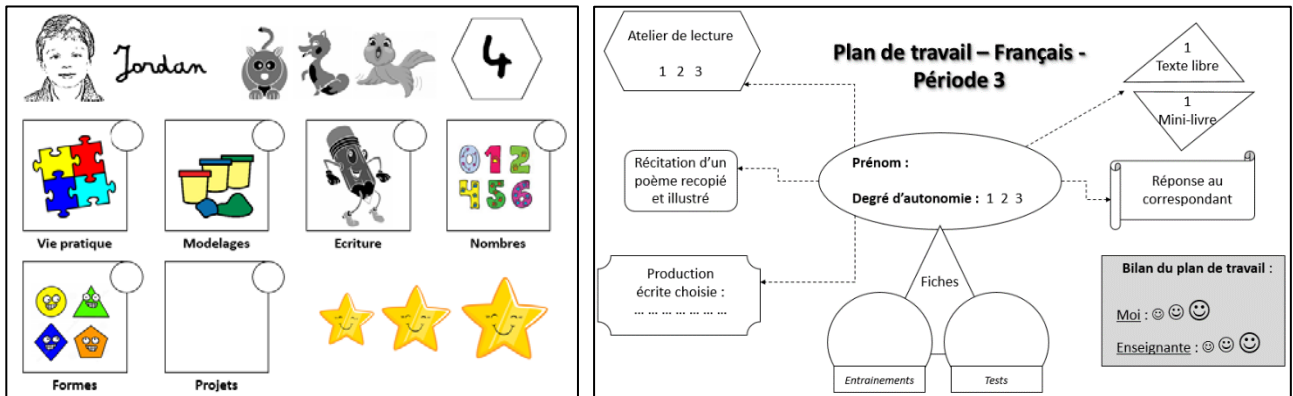 Jordan
4
Vie pratique
Modelages
Ecriture
Nombres
0 1 2
4 5 6
Formes
Projets
Plan de travail – Français -
Période 3
Atelier de lecture
1 2 3
1
Texte libre
1
Mini-livre
Récitation d'un
poème recopié
et illustré
Prénom :
Degré d'autonomie : 1 2 3
Réponse au
correspondant
Production
écrite choisie :
... ... ... ... ... ... ...
Fiches
Entrainements
Tests
Bilan du plan de travail :
Moi : ☺ ☺ ☺
Enseignante : ☺ ☺ ☺